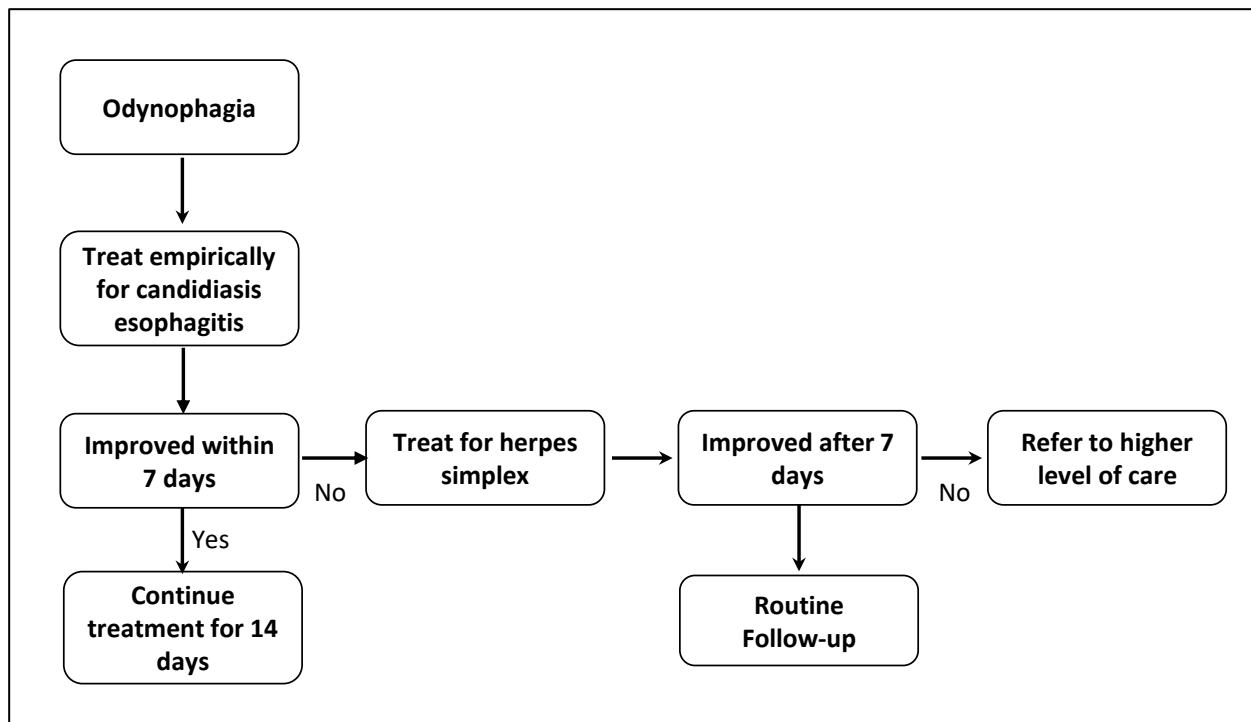 Odynophagia
Treat empirically
for candidiasis
esophagitis
Improved within
7 days
No
Treat for herpes
simplex
Improved after 7
days
No
Refer to higher
level of care
Yes
Continue
treatment for 14
days
Routine
Follow-up